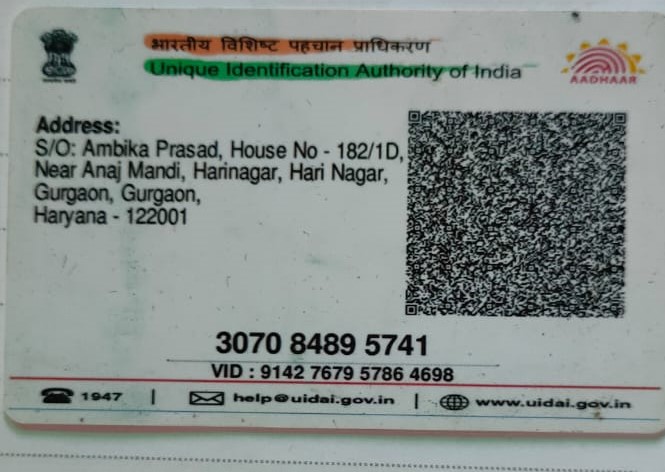 भारतीय विशिष्ट पहचान प्राधिकरण
Unique Identification Authority of India
AADHAAR
Address:
S/O: Ambika Prasad, House No - 182/1D,
Near Anaj Mandi, Harinagar, Hari Nagar,
Gurgaon, Gurgaon,
Haryana - 122001
3070 8489 5741
VID : 9142 7679 5786 4698
1947 | help@uidai.gov.in | www.uidai.gov.in